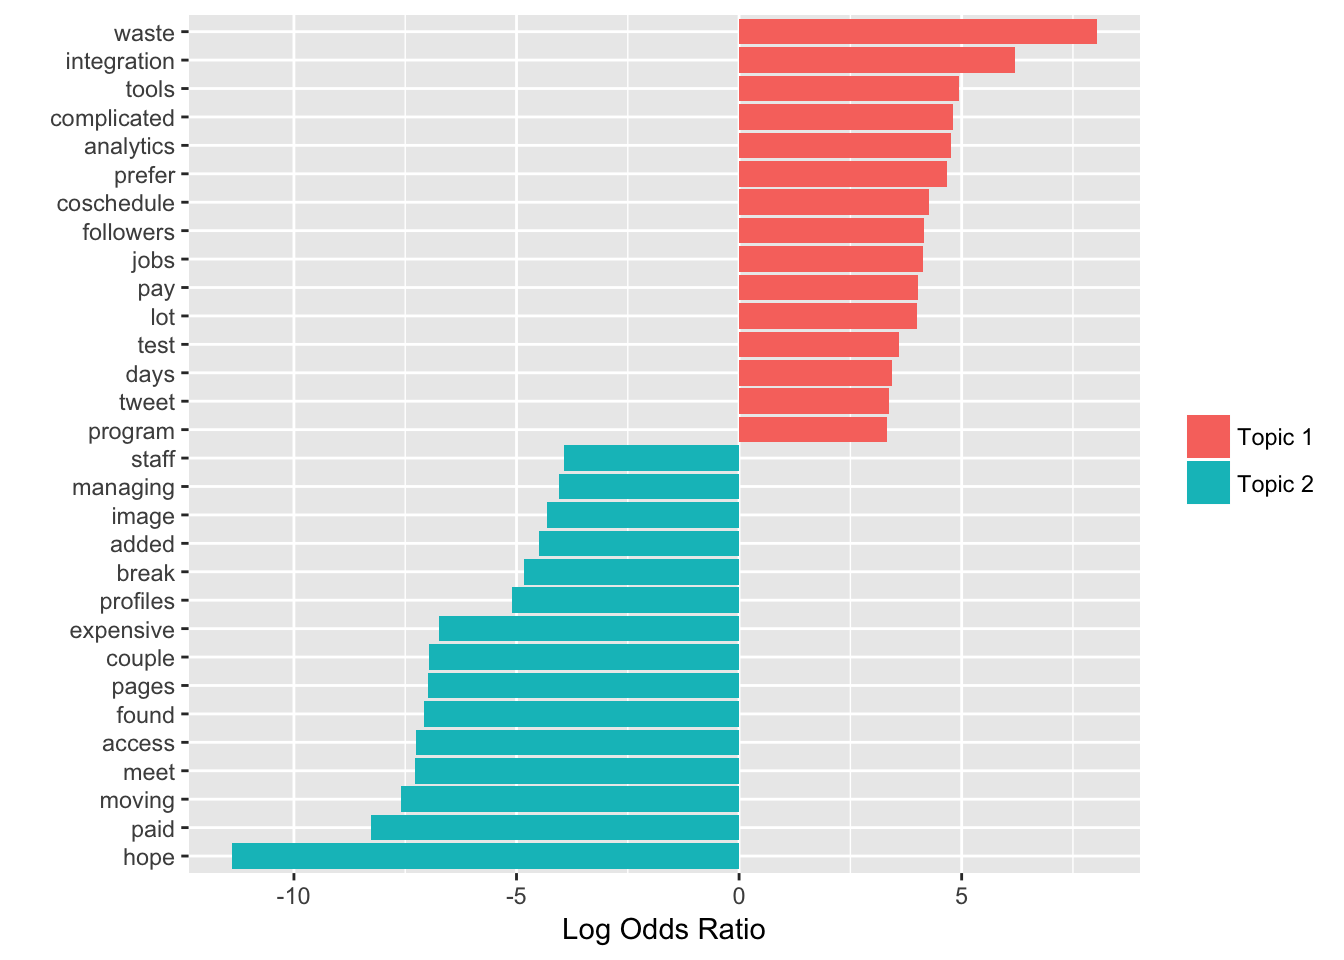 waste
integration
tools
complicated
analytics
prefer
coschedule
followers
jobs
pay
lot
test
days
tweet
program
staff
managing
image
added
break
profiles
expensive
couple
pages
found
access
meet
moving
paid
hope
-10 -5 0 5
Log Odds Ratio
Topic 1
Topic 2